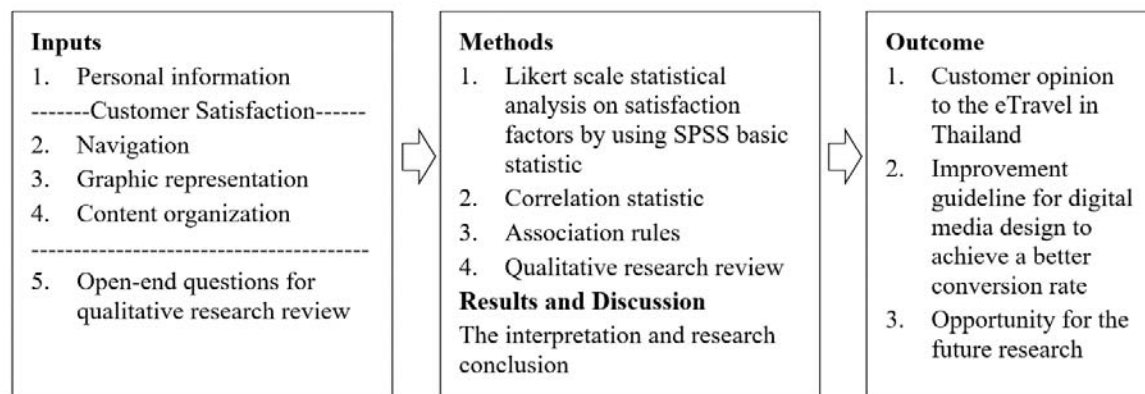 Inputs
1. Personal information
-------Customer Satisfaction------
2. Navigation
3. Graphic representation
4. Content organization
--------------------------------------
5. Open-end questions for
qualitative research review
Methods
1. Likert scale statistical
analysis on satisfaction
factors by using SPSS basic
statistic
2. Correlation statistic
3. Association rules
4. Qualitative research review
Results and Discussion
The interpretation and research
conclusion
Outcome
1. Customer opinion
to the eTravel in
Thailand
2. Improvement
guideline for digital
media design to
achieve a better
conversion rate
3. Opportunity for the
future research